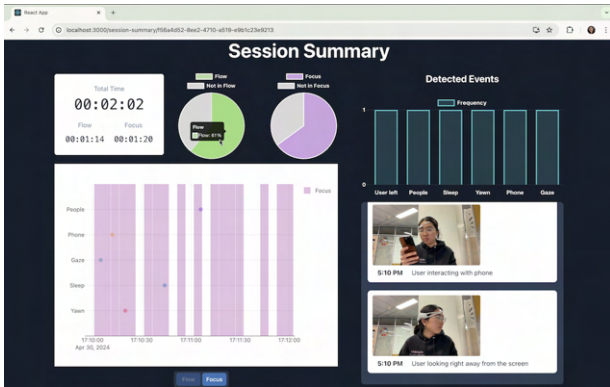 React App
localhost:3000/session-summary/f56a4d52-8ee2-4710-a519-e9b1c23e9213
Session Summary
Total Time
00:02:02
Flow Focus
00:01:14 00:01:20
Flow
Not in Flow
Flow
Flow: 61%
Focus
Not in Focus
Detected Events
Frequency
1
0
User left People Sleep Yawn Phone Gaze
Focus
People
Phone
Gaze
Sleep
Yawn
17:10:00 17:10:30 17:11:00 17:11:30 17:12:00
Apr 30, 2024
Flow Focus
5:10 PM User interacting with phone
5:10 PM User looking right away from the screen